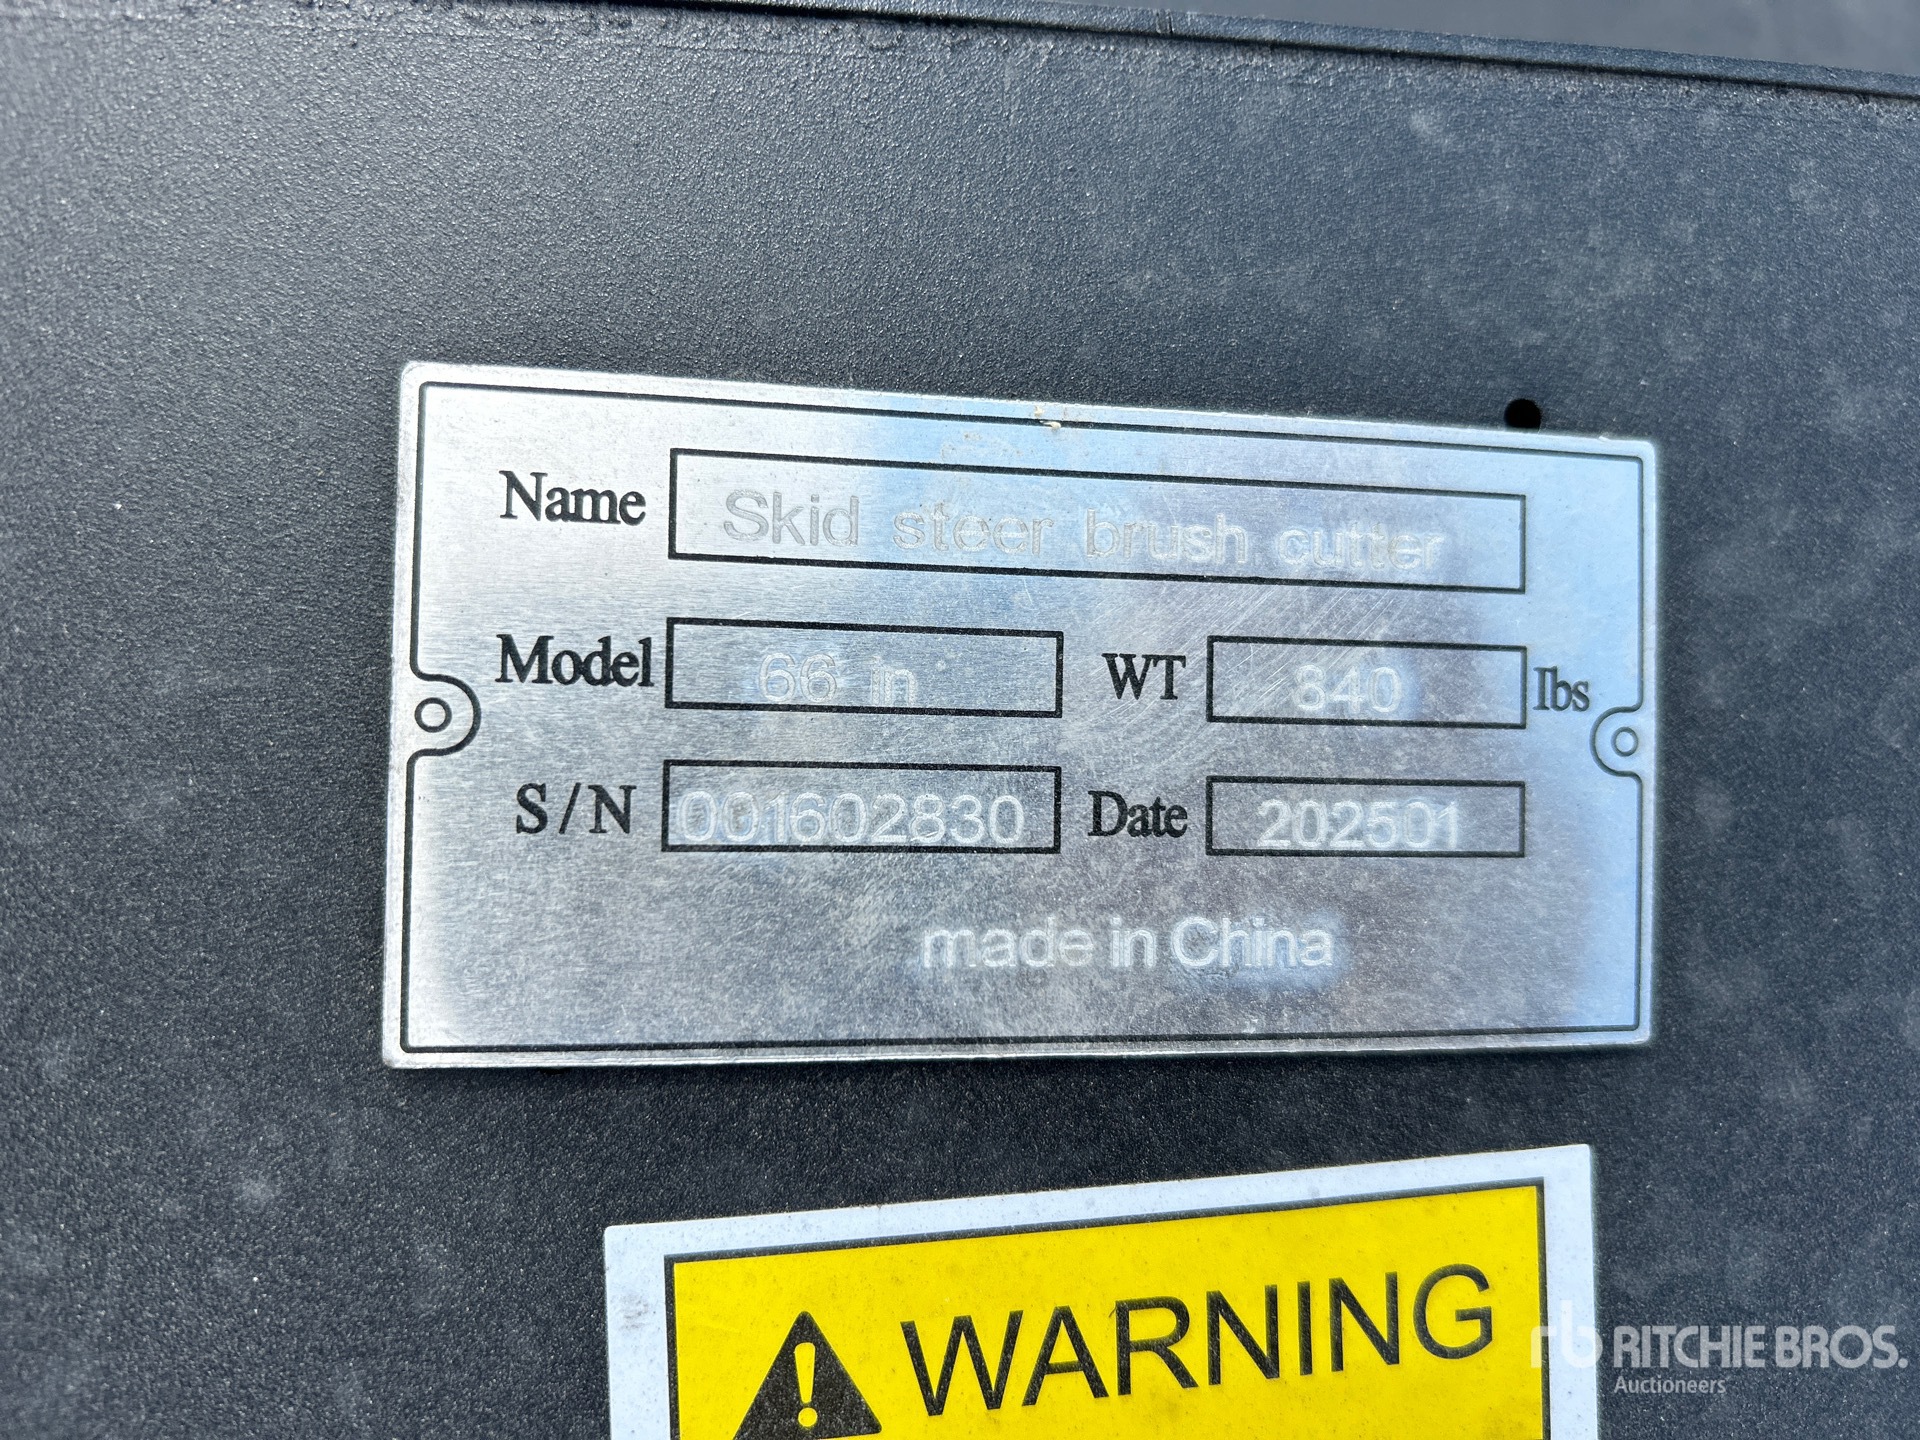 Name Skid steer brush cutter
Model 66 in WT 840 lbs
S/N 001602830 Date 202501
made in China
WARNING
rb RITCHIE BROS.
Auctioneers